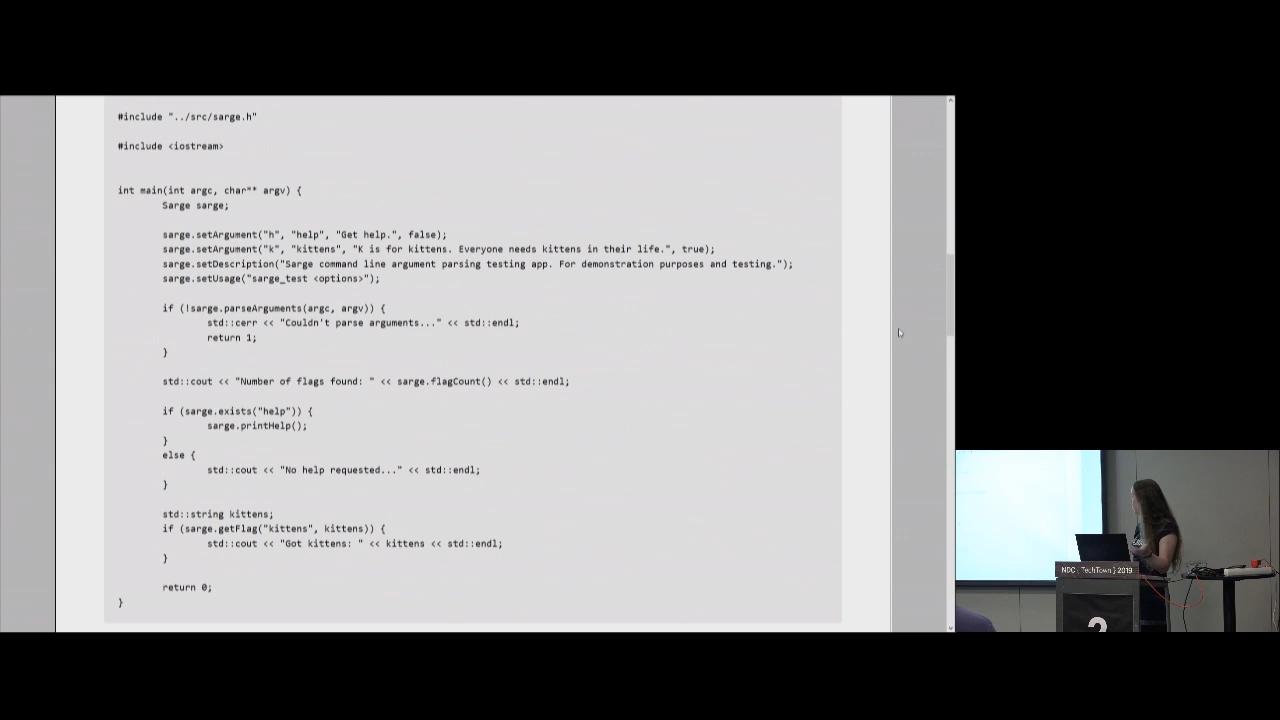 #include "../src/sarge.h"
#include <iostream>
int main(int argc, char** argv) {
Sarge sarge;
sarge.setArgument("h", "help", "Get help.", false);
sarge.setArgument("k", "kittens", "K is for kittens. Everyone needs kittens in their life.", true);
sarge.setDescription("Sarge command line argument parsing testing app. For demonstration purposes and testing.");
sarge.setUsage("sarge_test <options>");
if (!sarge.parseArguments(argc, argv)) {
std::cerr << "Couldn't parse arguments..." << std::endl;
return 1;
}
std::cout << "Number of flags found: " << sarge.flagCount() << std::endl;
if (sarge.exists("help")) {
sarge.printHelp();
}
else {
std::cout << "No help requested..." << std::endl;
}
std::string kittens;
if (sarge.getFlag("kittens", kittens)) {
std::cout << "Got kittens: " << kittens << std::endl;
}
return 0;
}
NDC { TechTown } 2019
2